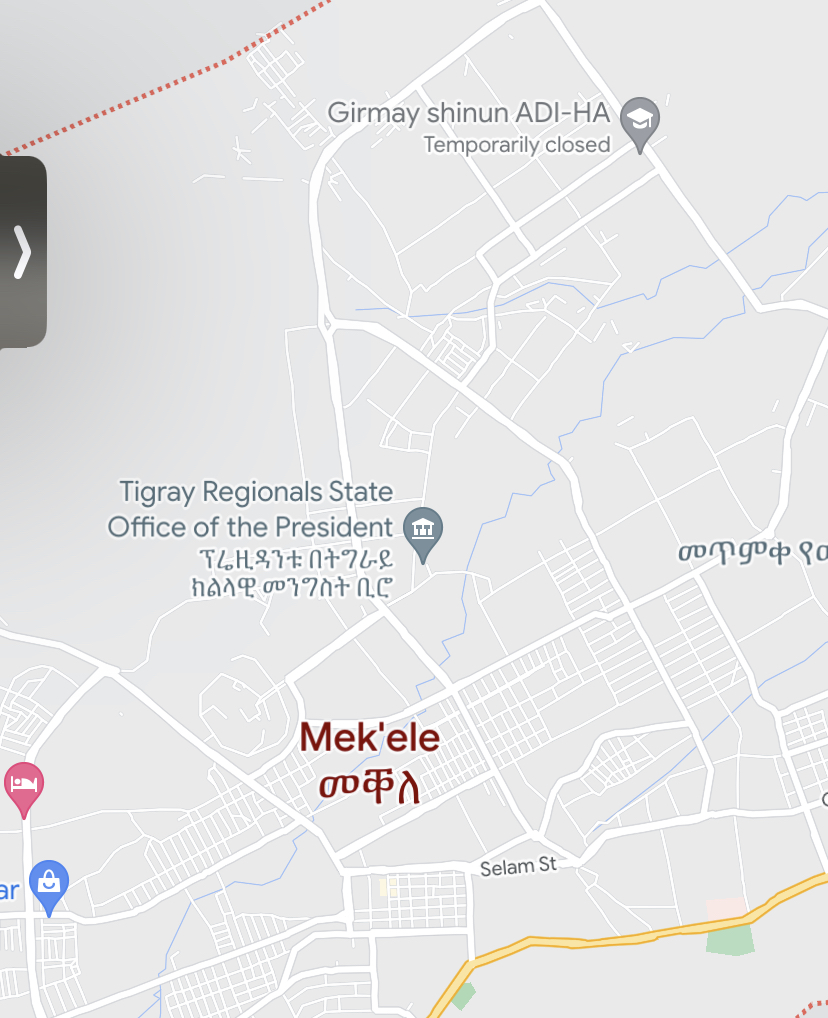 Girmay shinun ADI-HA
Temporarily closed
Tigray Regionals State
Office of the President
ፕሬዚዳንቱ በትግራይ
ክልላዊ መንግስት ቢሮ
መጥምቀ
Mek'ele
መቐለ
Selam St
ar